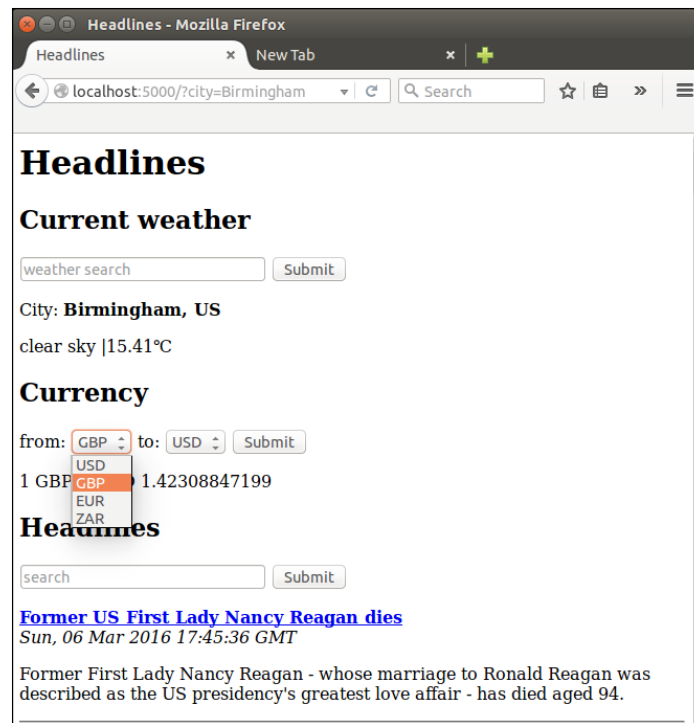 Headlines - Mozilla Firefox
Headlines × New Tab ×
localhost:5000/?city=Birmingham Search
Headlines
Current weather
weather search Submit
City: Birmingham, US
clear sky |15.41℃
Currency
from: GBP to: USD Submit
USD
1 GBP 1.42308847199
GBP
EUR
ZAR
Headlines
search Submit
Former US First Lady Nancy Reagan dies
Sun, 06 Mar 2016 17:45:36 GMT
Former First Lady Nancy Reagan - whose marriage to Ronald Reagan was
described as the US presidency's greatest love affair - has died aged 94.